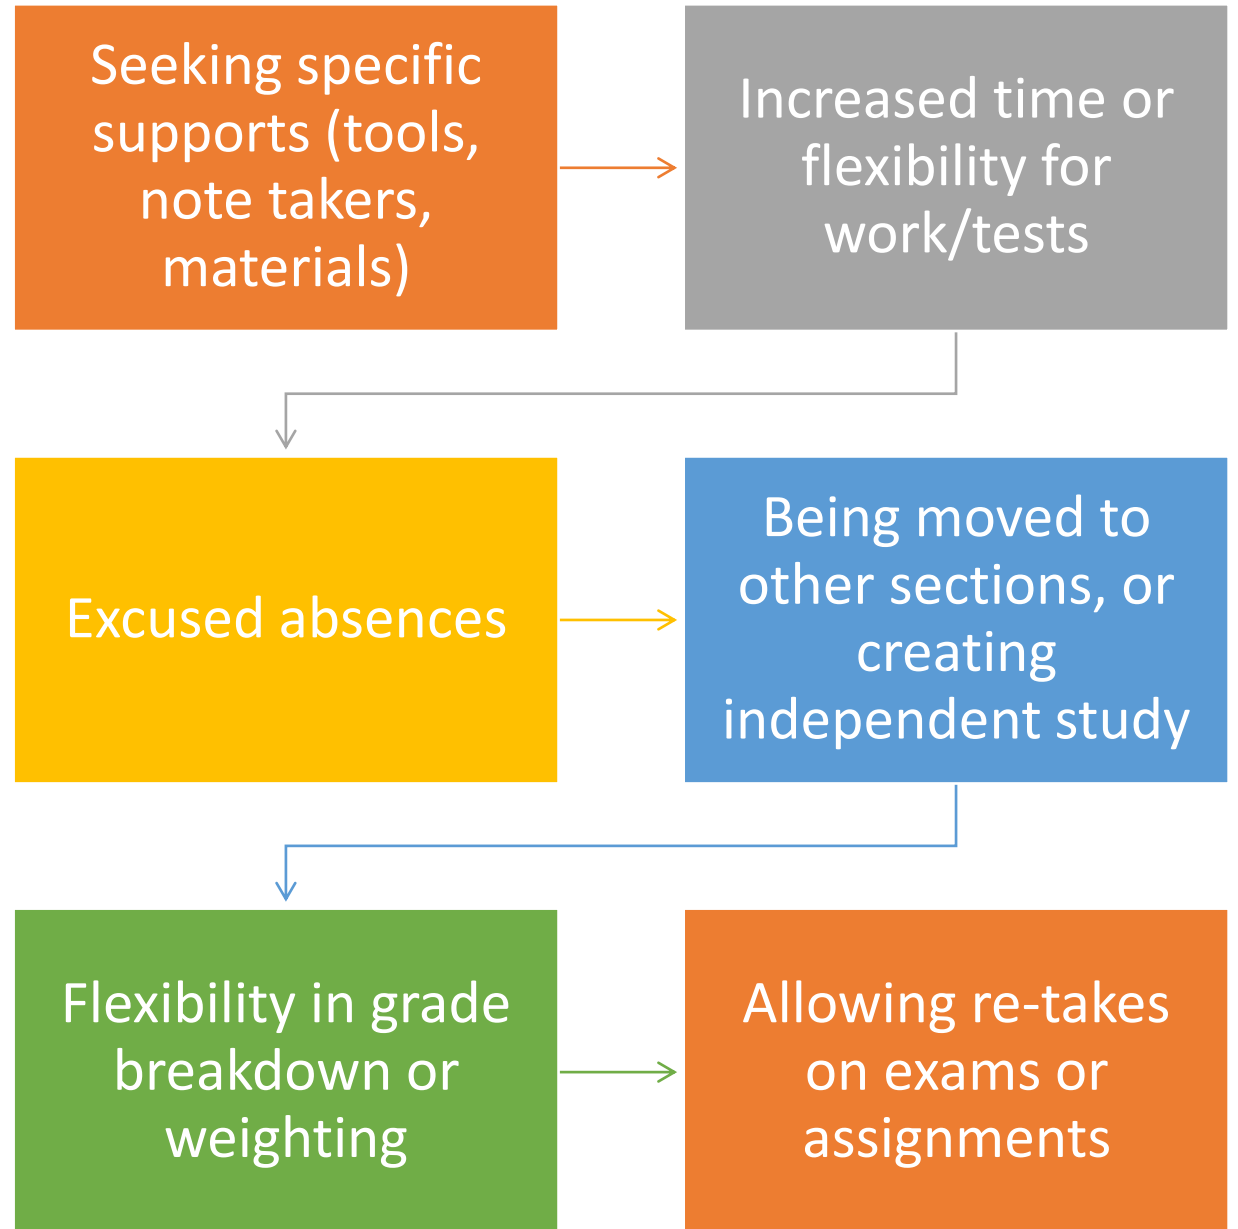 Seeking specific
supports (tools,
note takers,
materials)
Increased time or
flexibility for
work/tests
Excused absences
Being moved to
other sections, or
creating
independent study
Flexibility in grade
breakdown or
weighting
Allowing re-takes
on exams or
assignments